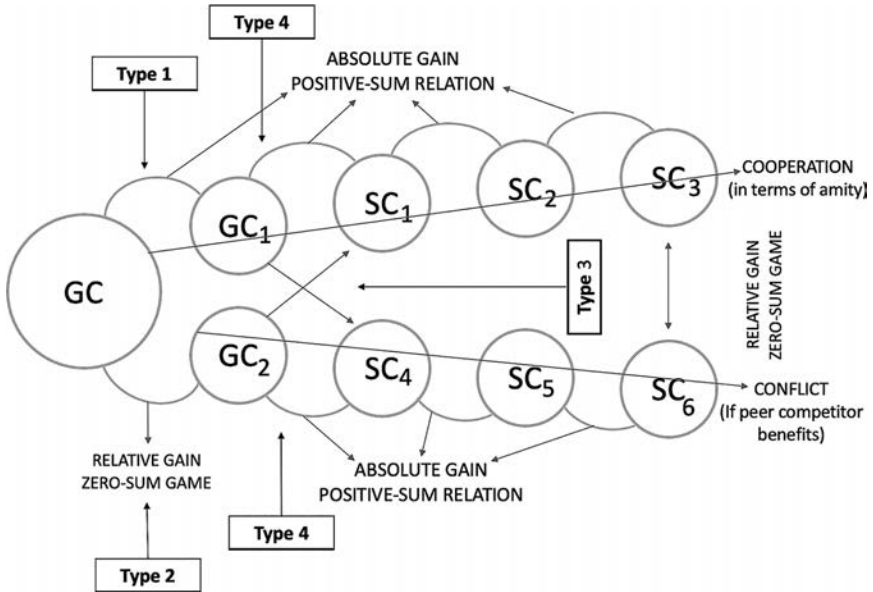 Type 4
Type 1
ABSOLUTE GAIN
POSITIVE-SUM RELATION
GC
GC1
SC1
SC2
SC3
COOPERATION
(in terms of amity)
Type 3
RELATIVE GAIN
ZERO-SUM GAME
GC2
SC4
SC5
SC6
CONFLICT
(If peer competitor
benefits)
RELATIVE GAIN
ZERO-SUM GAME
ABSOLUTE GAIN
POSITIVE-SUM RELATION
Type 4
Type 2